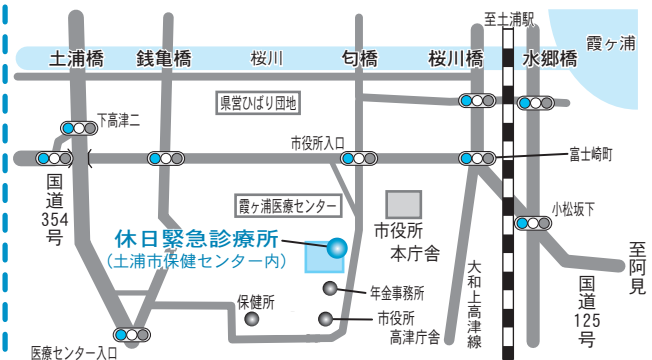 至土浦駅
霞ヶ浦
土浦橋
銭亀橋
桜川
匂橋
桜川橋
水郷橋
県営ひばり団地
下高津二
市役所入口
富士崎町
国道354号
霞ヶ浦医療センター
市役所
本庁舎
小松坂下
休日緊急診療所
(土浦市保健センター内)
至阿見
大和上高津線
国道125号
年金事務所
保健所
市役所
高津庁舎
医療センター入口